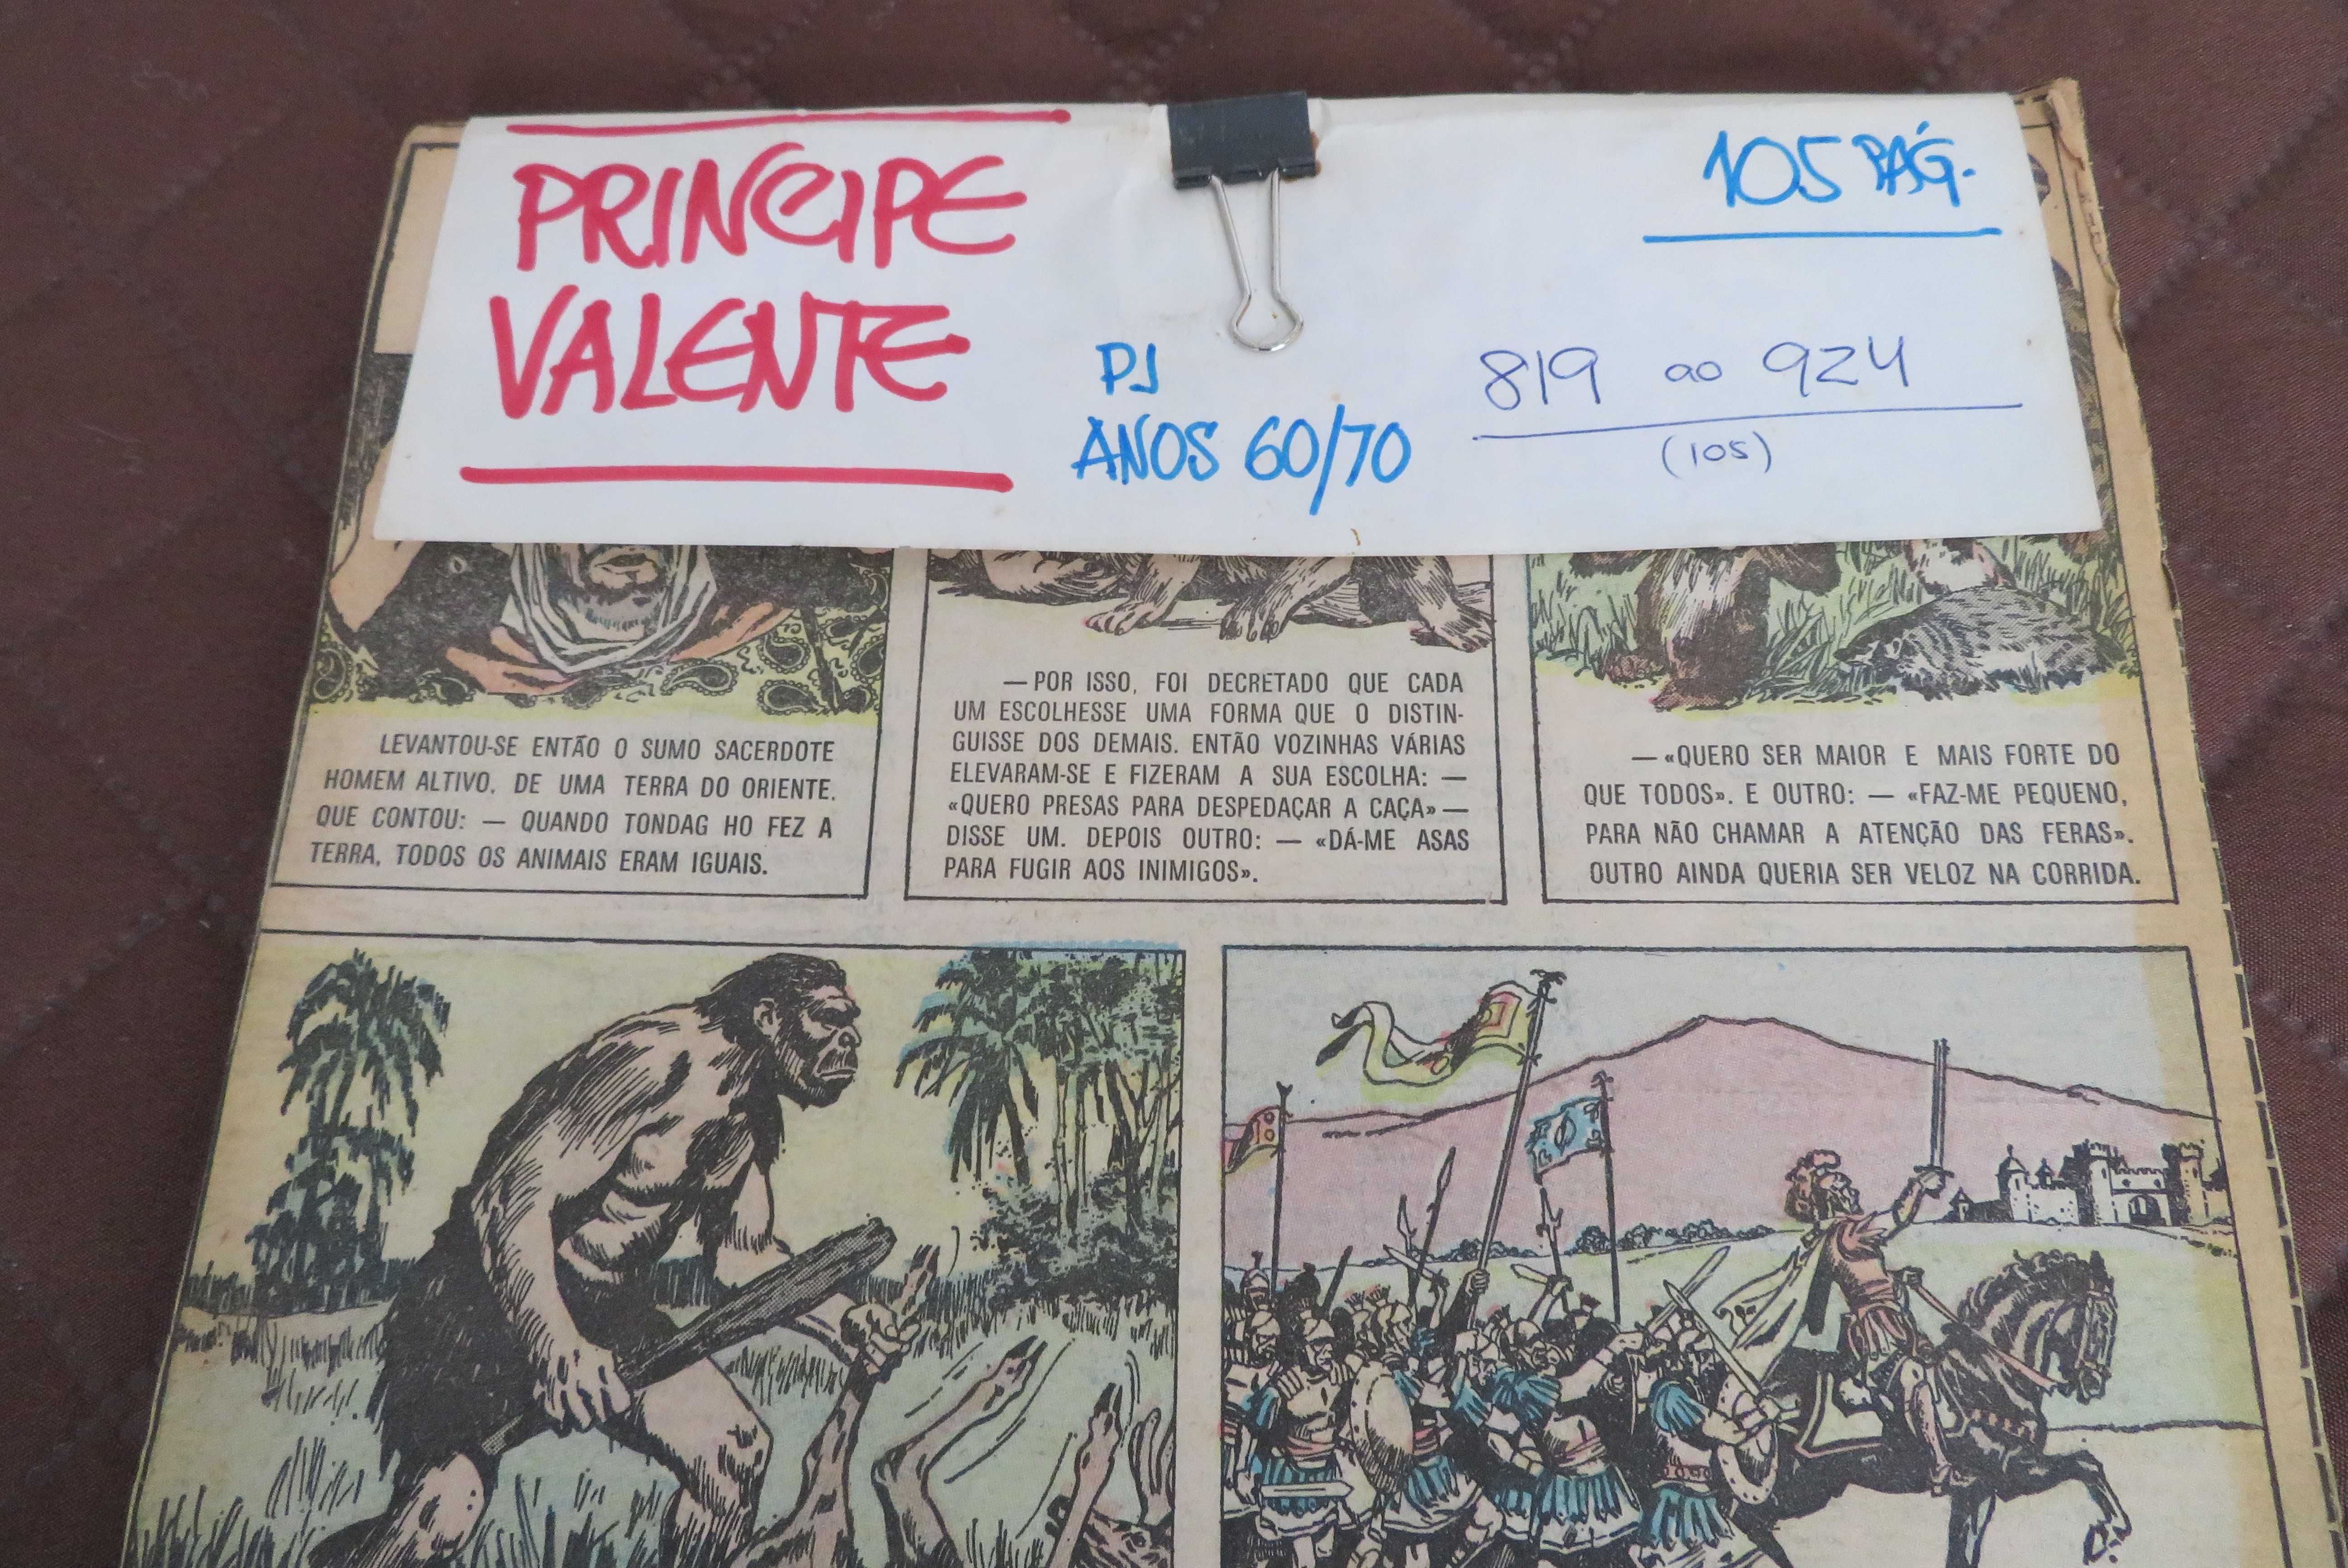 PRINCIPE
VALENTE
105 PÁG.
PJ
ANOS 60/70
819 ao 924
(105)
LEVANTOU-SE ENTÃO O SUMO SACERDOTE
HOMEM ALTIVO, DE UMA TERRA DO ORIENTE,
QUE CONTOU: — QUANDO TONDAG HO FEZ A
TERRA, TODOS OS ANIMAIS ERAM IGUAIS.
— POR ISSO, FOI DECRETADO QUE CADA
UM ESCOLHESSE UMA FORMA QUE O DISTIN-
GUISSE DOS DEMAIS. ENTÃO VOZINHAS VÁRIAS
ELEVARAM-SE E FIZERAM A SUA ESCOLHA: —
«QUERO PRESAS PARA DESPEDAÇAR A CAÇA» —
DISSE UM. DEPOIS OUTRO: — «DÁ-ME ASAS
PARA FUGIR AOS INIMIGOS».
— «QUERO SER MAIOR E MAIS FORTE DO
QUE TODOS». E OUTRO: — «FAZ-ME PEQUENO,
PARA NÃO CHAMAR A ATENÇÃO DAS FERAS».
OUTRO AINDA QUERIA SER VELOZ NA CORRIDA.